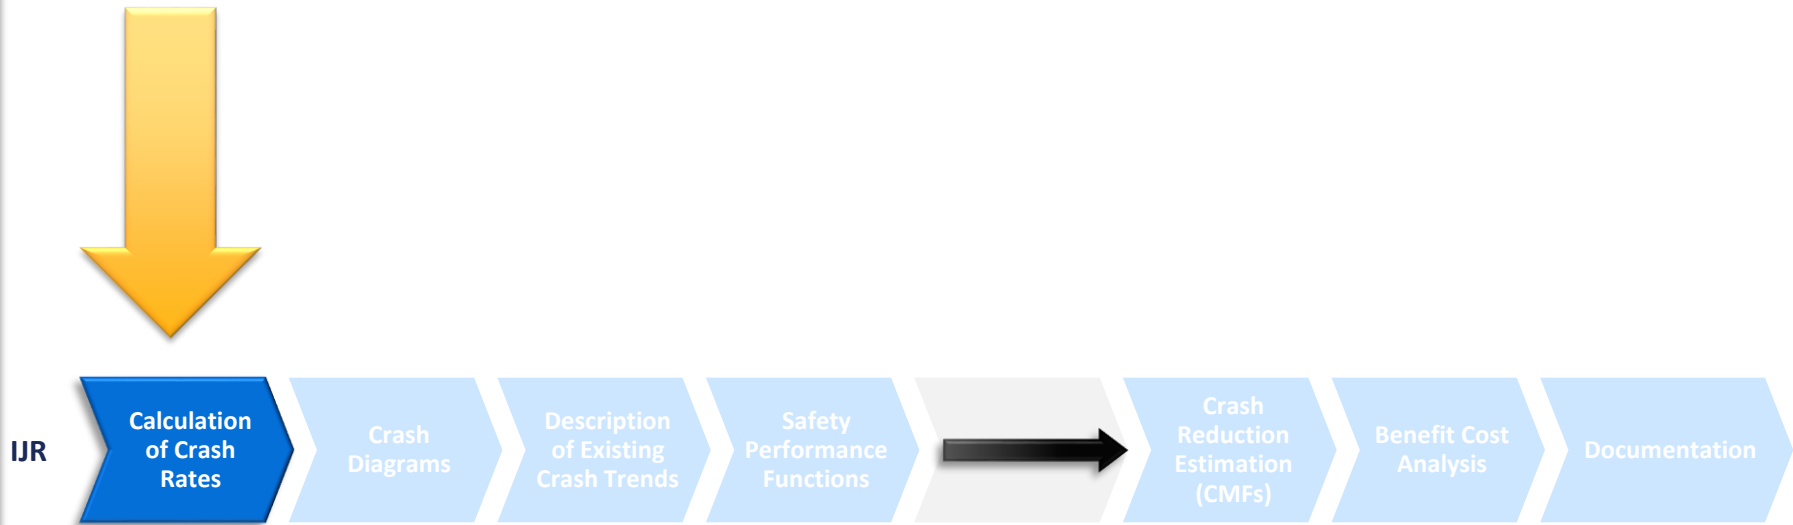 IJR
Calculation
of Crash
Rates
Crash
Diagrams
Description
of Existing
Crash Trends
Safety
Performance
Functions
Crash
Reduction
Estimation
(CMFs)
Benefit Cost
Analysis
Documentation